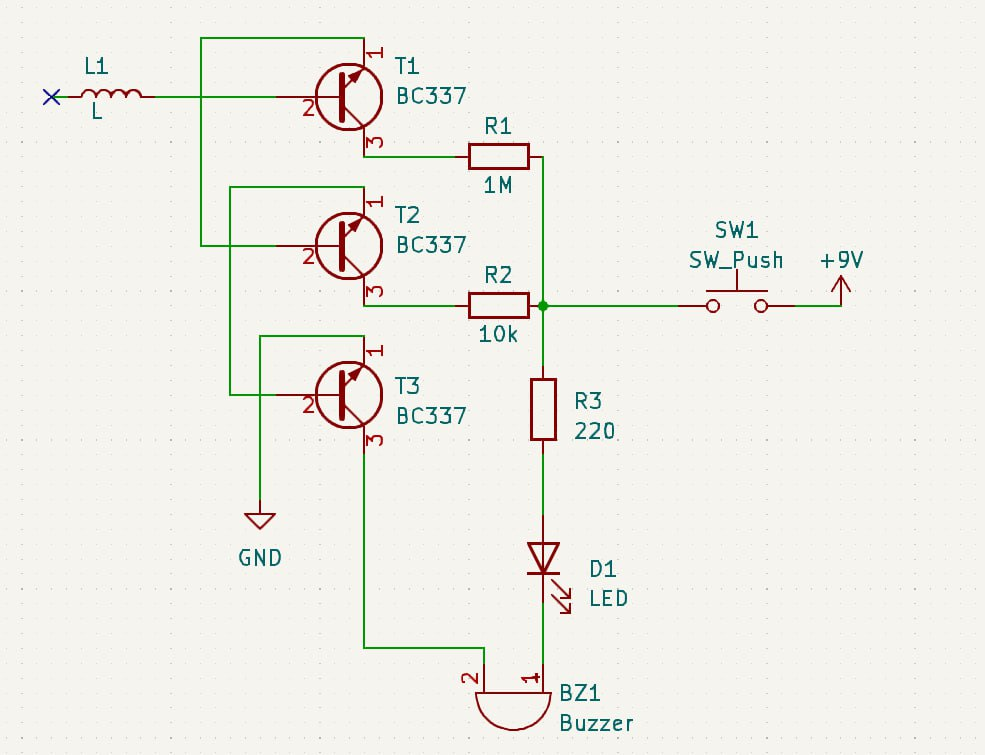 L1
L
1
T1
BC337
2
3
R1
1M
1
T2
BC337
2
3
R2
10k
SW1
SW_Push
+9V
1
T3
BC337
2
3
R3
220
GND
D1
LED
2
1
+
BZ1
Buzzer